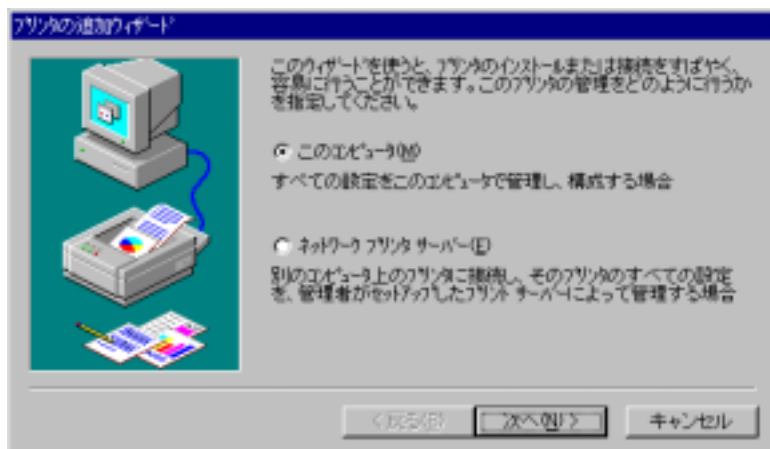 プリンタの追加ウィザード
このウィザードを使うと、プリンタのインストールまたは接続をすばやく、
容易に行うことができます。このプリンタの管理をどのように行うか
を指定してください。
このコンピュータ(M)
すべての設定をこのコンピュータで管理し、構成する場合
ネットワーク プリンタ サーバー(E)
別のコンピュータ上のプリンタに接続し、そのプリンタのすべての設定
を、管理者がセットアップしたプリント サーバーによって管理する場合
< 戻る(B)
次へ(N) >
キャンセル